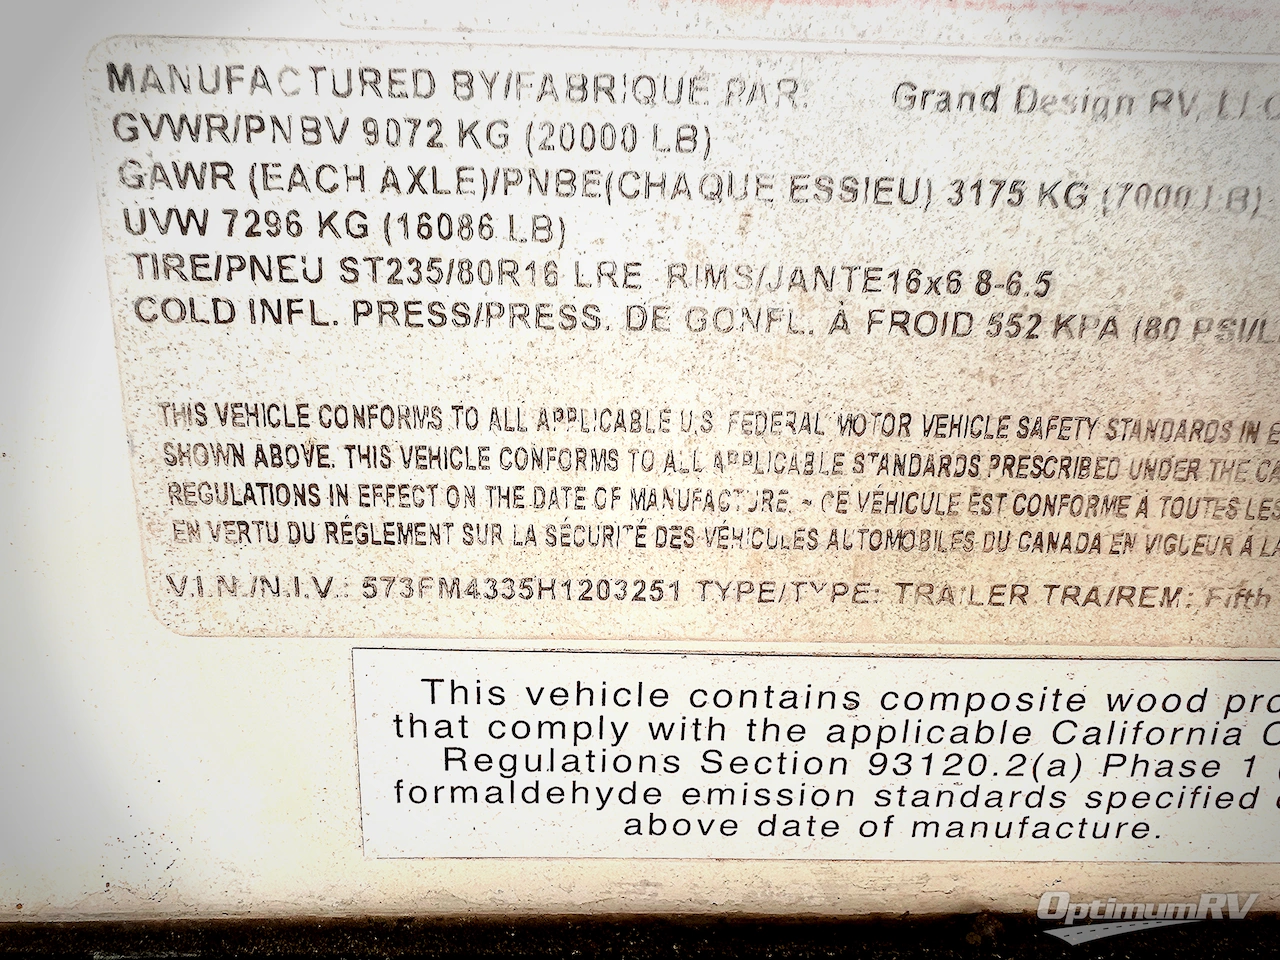 MANUFACTURED BY/FABRIQUÉ PAR: Grand Design RV, LLC
GVWR/PNBV 9072 KG (20000 LB)
GAWR (EACH AXLE)/PNBE(CHAQUE ESSIEU) 3175 KG (7000 LB)
UVW 7296 KG (16086 LB)
TIRE/PNEU ST235/80R16 LRE RIMS/JANTE16x6 8-6.5
COLD INFL. PRESS/PRESS. DE GONFL. À FROID 552 KPA (80 PSI/L
THIS VEHICLE CONFORMS TO ALL APPLICABLE U.S. FEDERAL MOTOR VEHICLE SAFETY STANDARDS IN E
SHOWN ABOVE. THIS VEHICLE CONFORMS TO ALL APPLICABLE STANDARDS PRESCRIBED UNDER THE CA
REGULATIONS IN EFFECT ON THE DATE OF MANUFACTURE. ~ CE VÉHICULE EST CONFORME À TOUTES LES
EN VERTU DU RÉGLEMENT SUR LA SÉCURITÉ DES VÉHICULES AUTOMOBILES DU CANADA EN VIGUEUR À LA
V.I.N./N.I.V.: 573FM4335H1203251 TYPE/TYPE: TRAILER TRA/REM: Fifth
This vehicle contains composite wood pro
that comply with the applicable California C
Regulations Section 93120.2(a) Phase 1
formaldehyde emission standards specified
above date of manufacture.
OptimumRV